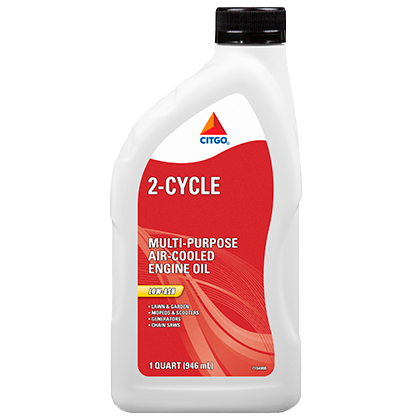 CITGO®
2-CYCLE
MULTI-PURPOSE
AIR-COOLED
ENGINE OIL
LOW-ASH
• LAWN & GARDEN
• MOPEDS & SCOOTERS
• GENERATORS
• CHAIN SAWS
1 QUART (946 mL)